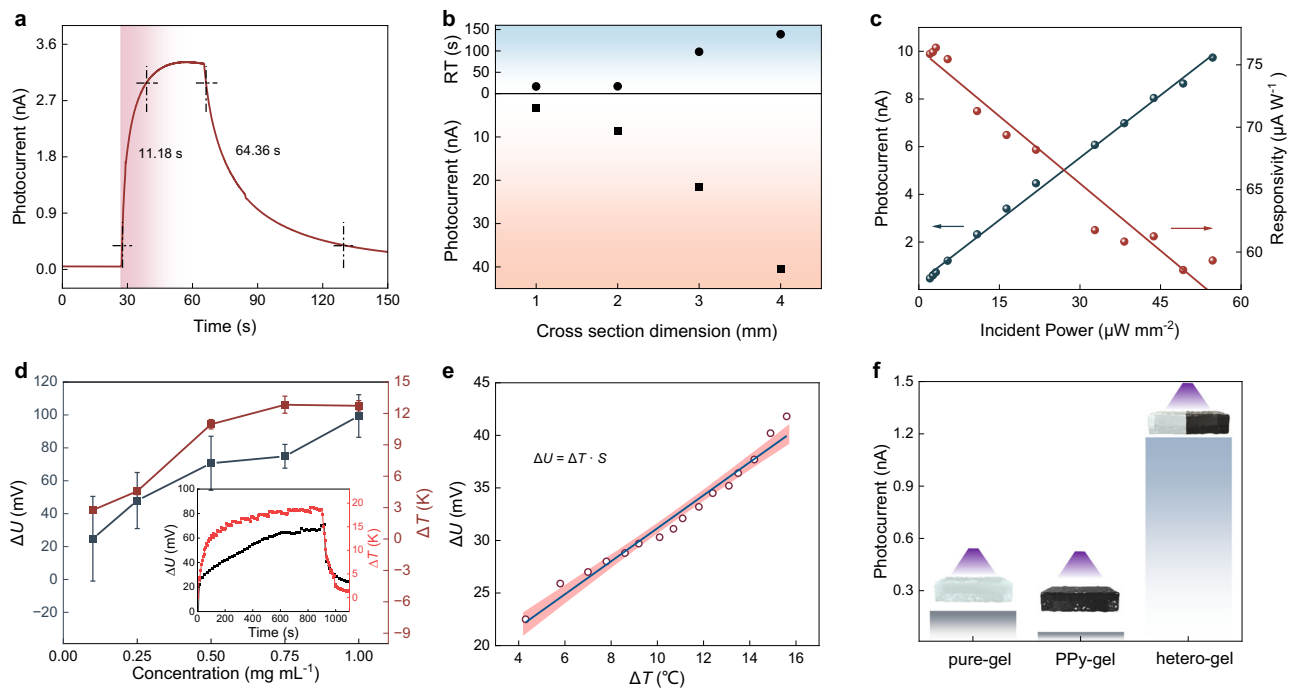 a
3.6
2.7
1.8
0.9
0.0
Photocurrent (nA)
11.18 s
64.36 s
0 30 60 90 120 150
Time (s)
b
150
100
50
0
RT (s)
10
20
30
40
Photocurrent (nA)
1 2 3 4
Cross section dimension (mm)
c
10
8
6
4
2
Photocurrent (nA)
75
70
65
60
Responsivity (μA W⁻¹)
0 15 30 45 60
Incident Power (μW mm⁻²)
d
120
100
80
60
40
20
0
−20
−40
ΔU (mV)
15
12
9
6
3
0
−3
−6
−9
ΔT (K)
0.00 0.25 0.50 0.75 1.00
Concentration (mg mL⁻¹)
80
60
40
20
0
ΔU (mV)
20
15
10
5
0
ΔT (K)
0 200 400 600 800 1000
Time (s)
e
45
40
35
30
25
20
ΔU (mV)
ΔU = ΔT · S
4 6 8 10 12 14 16
ΔT (℃)
f
1.5
1.2
0.9
0.6
0.3
Photocurrent (nA)
pure-gel PPy-gel hetero-gel